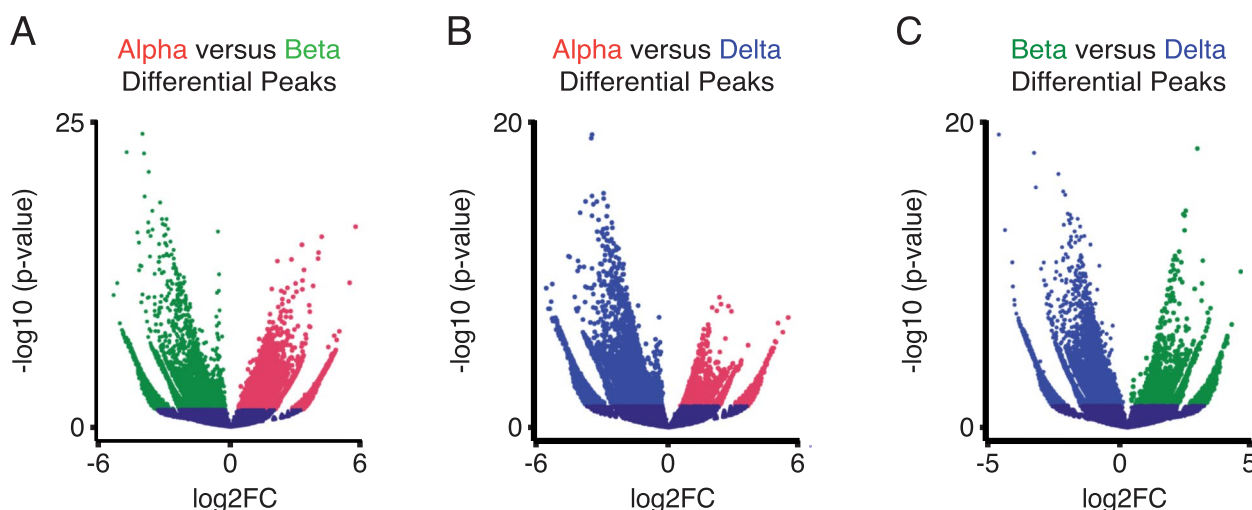 A
Alpha versus Beta
Differential Peaks
25
0
-log10 (p-value)
-6 0 6
log2FC
B
Alpha versus Delta
Differential Peaks
20
0
-log10 (p-value)
-6 0 6
log2FC
C
Beta versus Delta
Differential Peaks
20
0
-log10 (p-value)
-5 0 5
log2FC